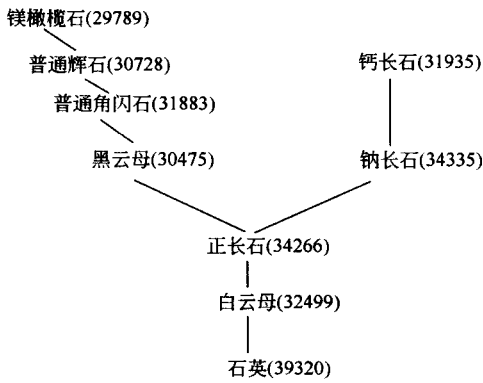 镁橄榄石(29789)
普通辉石(30728)
钙长石(31935)
普通角闪石(31883)
黑云母(30475)
钠长石(34335)
正长石(34266)
白云母(32499)
石英(39320)